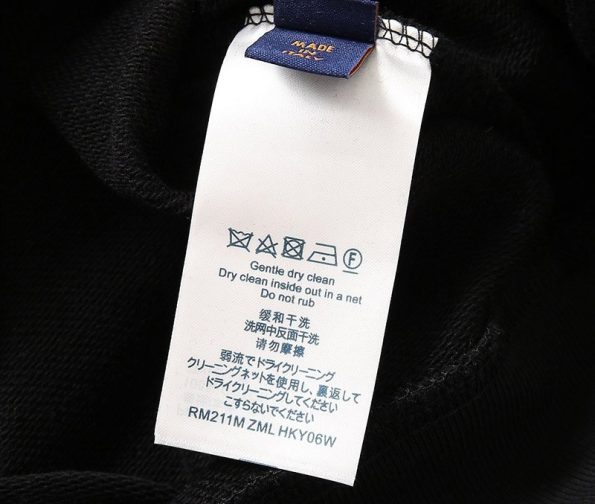 MADE
IN
ITALY
Gentle dry clean
Dry clean inside out in a net
Do not rub
缓和干洗
洗网中反面干洗
请勿摩擦
弱流でドライクリーニング
クリーニングネットを使用し、裏返して
ドライクリーニングしてください
こすらないでください
RM211M ZML HKY06W